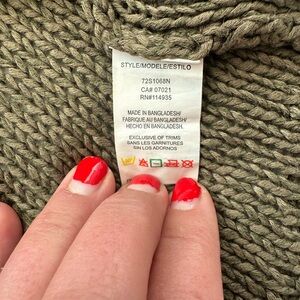 STYLE/MODELE/ESTILO
72S1068N
CA# 07021
RN#114935
MADE IN BANGLADESH/
FABRIQUE AU BANGLADESH/
HECHO EN BANGLADESH
EXCLUSIVE OF TRIMS
SANS LES GARNITURES
SIN LOS ADORNOS